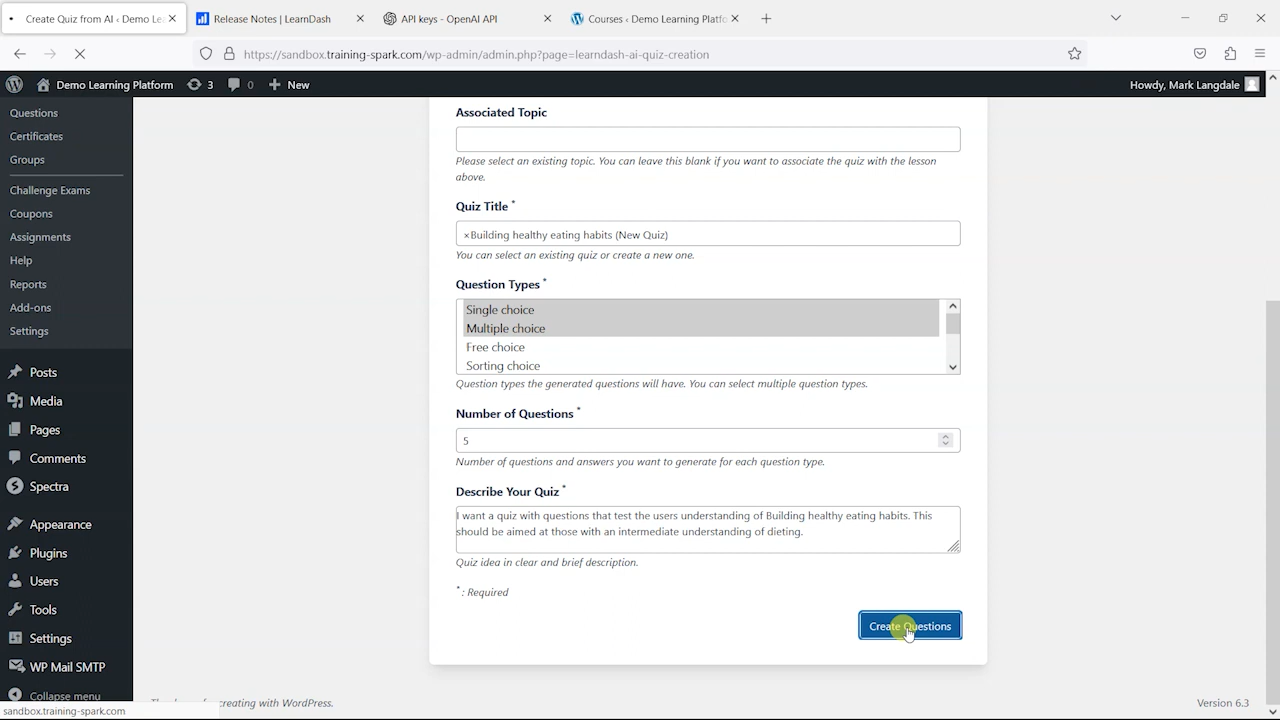 Create Quiz from AI ‹ Demo Le
Release Notes | LearnDash
API keys - OpenAI API
Courses ‹ Demo Learning Platfo
https://sandbox.training-spark.com/wp-admin/admin.php?page=learndash-ai-quiz-creation
Demo Learning Platform
3
0
New
Howdy, Mark Langdale
Questions
Certificates
Groups
Challenge Exams
Coupons
Assignments
Help
Reports
Add-ons
Settings
Posts
Media
Pages
Comments
Spectra
Appearance
Plugins
Users
Tools
Settings
WP Mail SMTP
Collapse menu
sandbox.training-spark.com
Associated Topic
Please select an existing topic. You can leave this blank if you want to associate the quiz with the lesson
above.
Quiz Title *
×Building healthy eating habits (New Quiz)
You can select an existing quiz or create a new one.
Question Types *
Single choice
Multiple choice
Free choice
Sorting choice
Question types the generated questions will have. You can select multiple question types.
Number of Questions *
5
Number of questions and answers you want to generate for each question type.
Describe Your Quiz *
I want a quiz with questions that test the users understanding of Building healthy eating habits. This
should be aimed at those with an intermediate understanding of dieting.
Quiz idea in clear and brief description.
* : Required
Create Questions
creating with WordPress.
Version 6.3